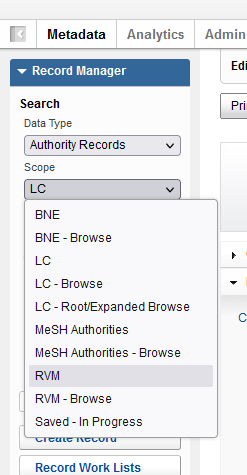 Metadata
Analytics
Admin
Record Manager
Edi
Search
Data Type
Pri
Authority Records
Scope
LC
BNE
BNE - Browse
LC
LC - Browse
LC - Root/Expanded Browse
MeSH Authorities
MeSH Authorities - Browse
RVM
RVM - Browse
Saved - In Progress
C
Create Record
Record Work Lists